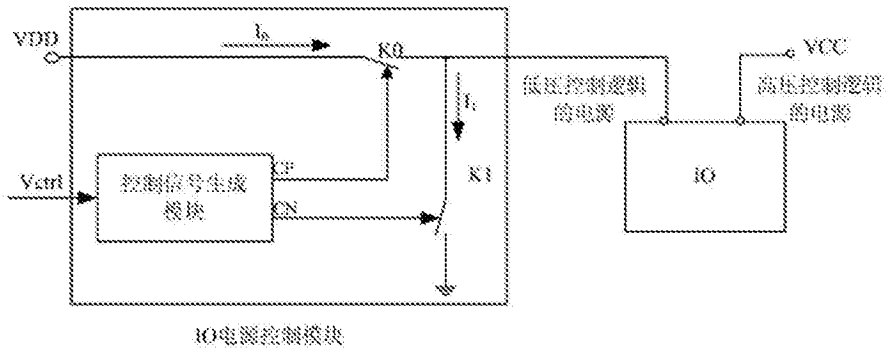 VDD
I₀
K0
VCC
低压控制逻辑
的电源
高压控制逻辑
的电源
I₁
IO
Vctrl
控制信号生成
模块
CP
CN
K1
IO电源控制模块